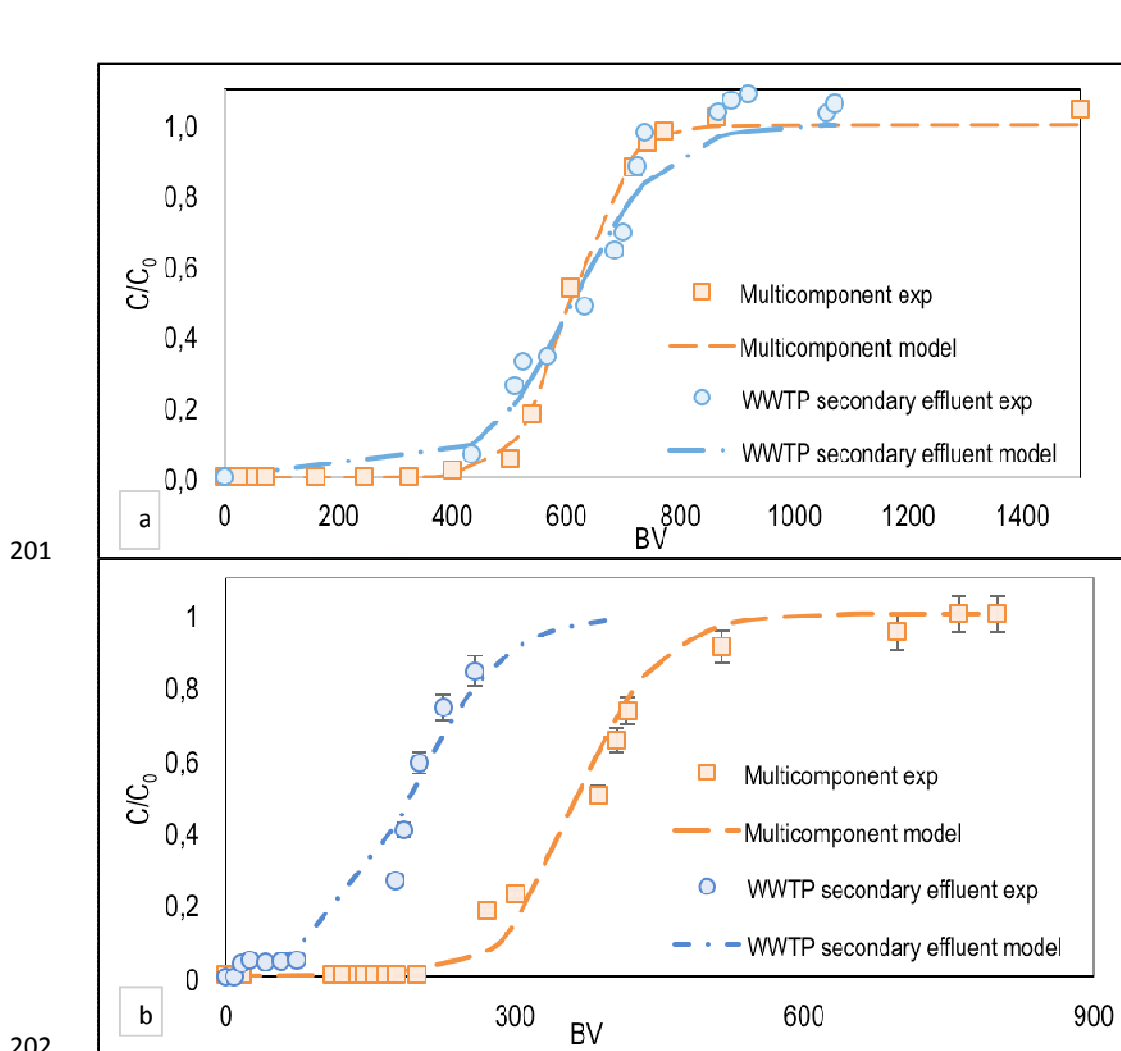 1,0
0,8
0,6
0,4
0,2
0,0
C/C0
Multicomponent exp
Multicomponent model
WWTP secondary effluent exp
WWTP secondary effluent model
0 200 400 600 800 1000 1200 1400
BV
a
201
1
0,8
0,6
0,4
0,2
0
C/C0
Multicomponent exp
Multicomponent model
WWTP secondary effluent exp
WWTP secondary effluent model
0 300 600 900
BV
b
202